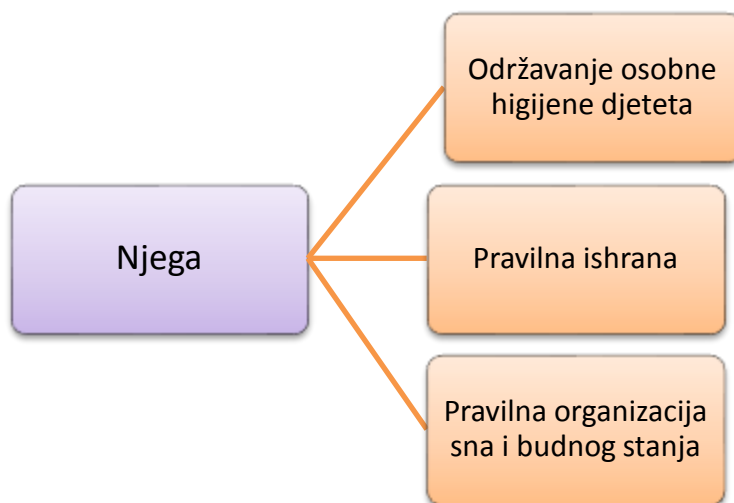 Njega
Održavanje osobne
higijene djeteta
Pravilna ishrana
Pravilna organizacija
sna i budnog stanja